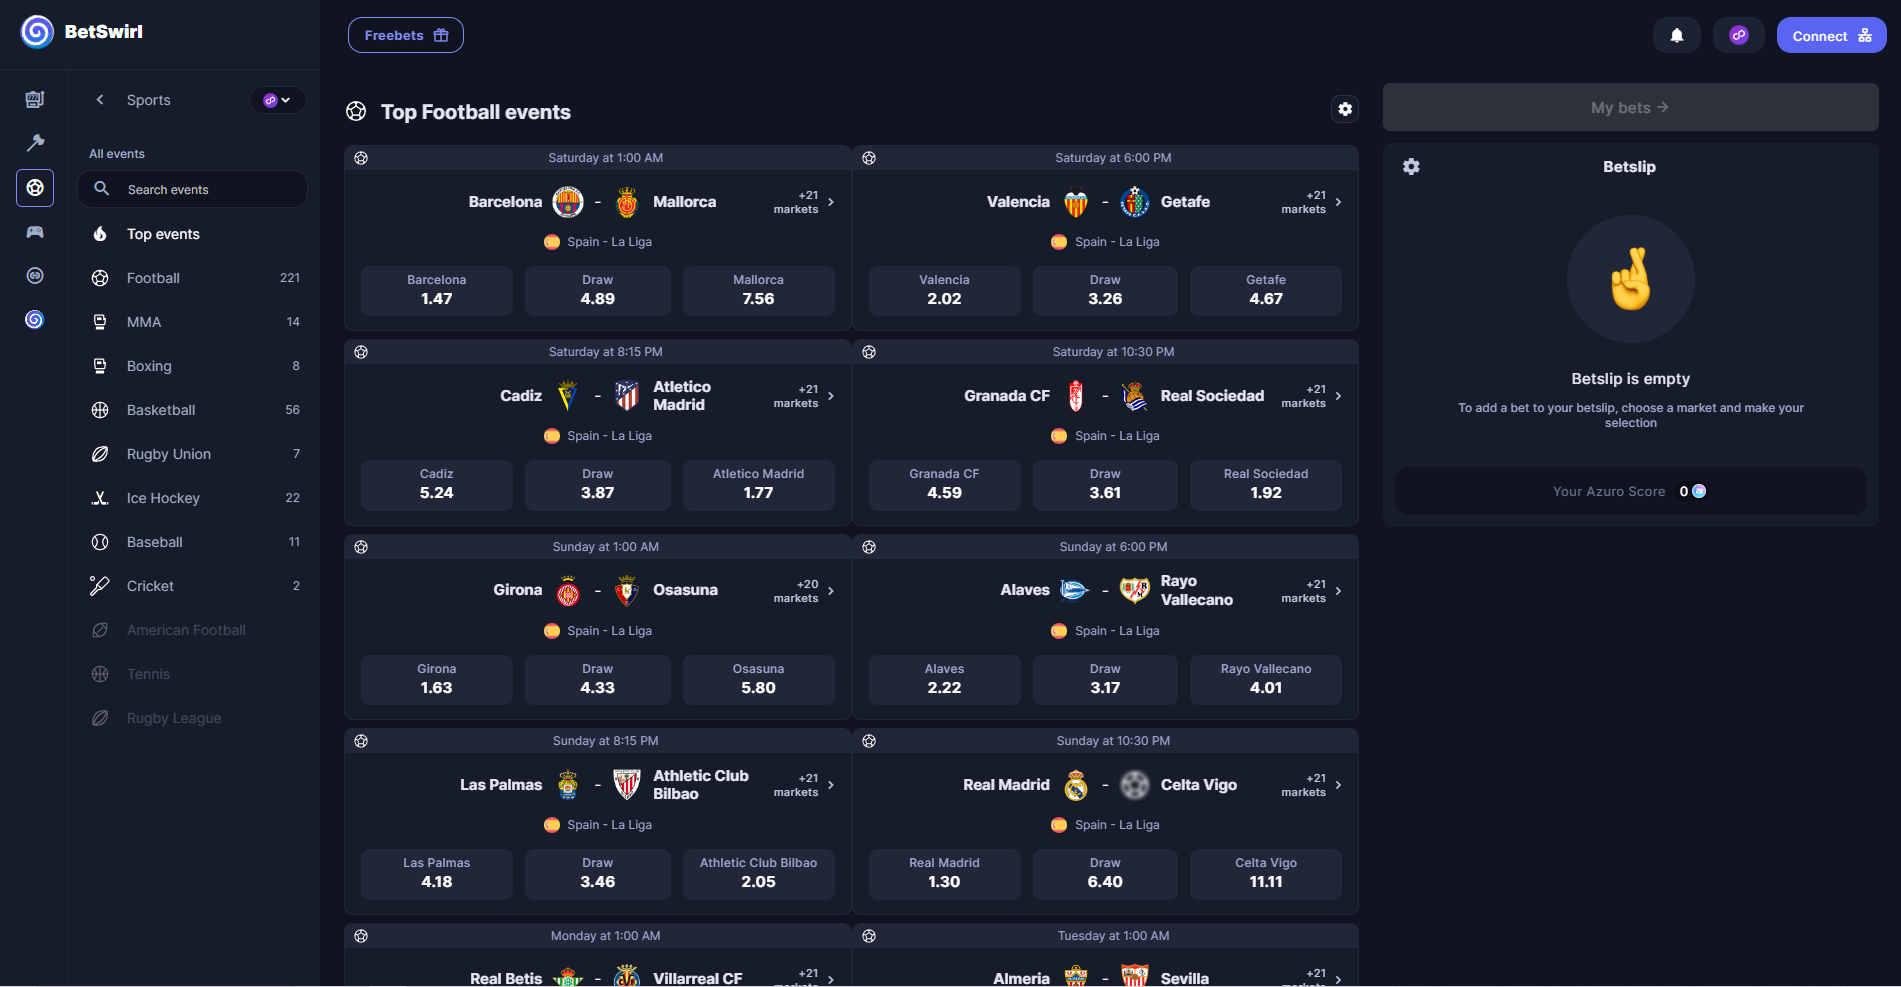 BetSwirl
Freebets
Connect
Sports
All events
Search events
Top events
Football 221
MMA 14
Boxing 8
Basketball 56
Rugby Union 7
Ice Hockey 22
Baseball 11
Cricket 2
American Football
Tennis
Rugby League
Top Football events
Saturday at 1:00 AM
Barcelona - Mallorca
+21
markets
Spain - La Liga
Barcelona Draw Mallorca
1.47 4.89 7.56
Saturday at 6:00 PM
Valencia - Getafe
+21
markets
Spain - La Liga
Valencia Draw Getafe
2.02 3.26 4.67
Saturday at 8:15 PM
Cadiz - Atletico
Madrid
+21
markets
Spain - La Liga
Cadiz Draw Atletico Madrid
5.24 3.87 1.77
Saturday at 10:30 PM
Granada CF - Real Sociedad
+21
markets
Spain - La Liga
Granada CF Draw Real Sociedad
4.59 3.61 1.92
Sunday at 1:00 AM
Girona - Osasuna
+20
markets
Spain - La Liga
Girona Draw Osasuna
1.63 4.33 5.80
Sunday at 6:00 PM
Alaves - Rayo
Vallecano
+21
markets
Spain - La Liga
Alaves Draw Rayo Vallecano
2.22 3.17 4.01
Sunday at 8:15 PM
Las Palmas - Athletic Club
Bilbao
+21
markets
Spain - La Liga
Las Palmas Draw Athletic Club Bilbao
4.18 3.46 2.05
Sunday at 10:30 PM
Real Madrid - Celta Vigo
+21
markets
Spain - La Liga
Real Madrid Draw Celta Vigo
1.30 6.40 11.11
Monday at 1:00 AM
Real Betis - Villarreal CF
+21
markets
Tuesday at 1:00 AM
Almeria - Sevilla
+21
markets
My bets →
Betslip
Betslip is empty
To add a bet to your betslip, choose a market and make your
selection
Your Azuro Score 0